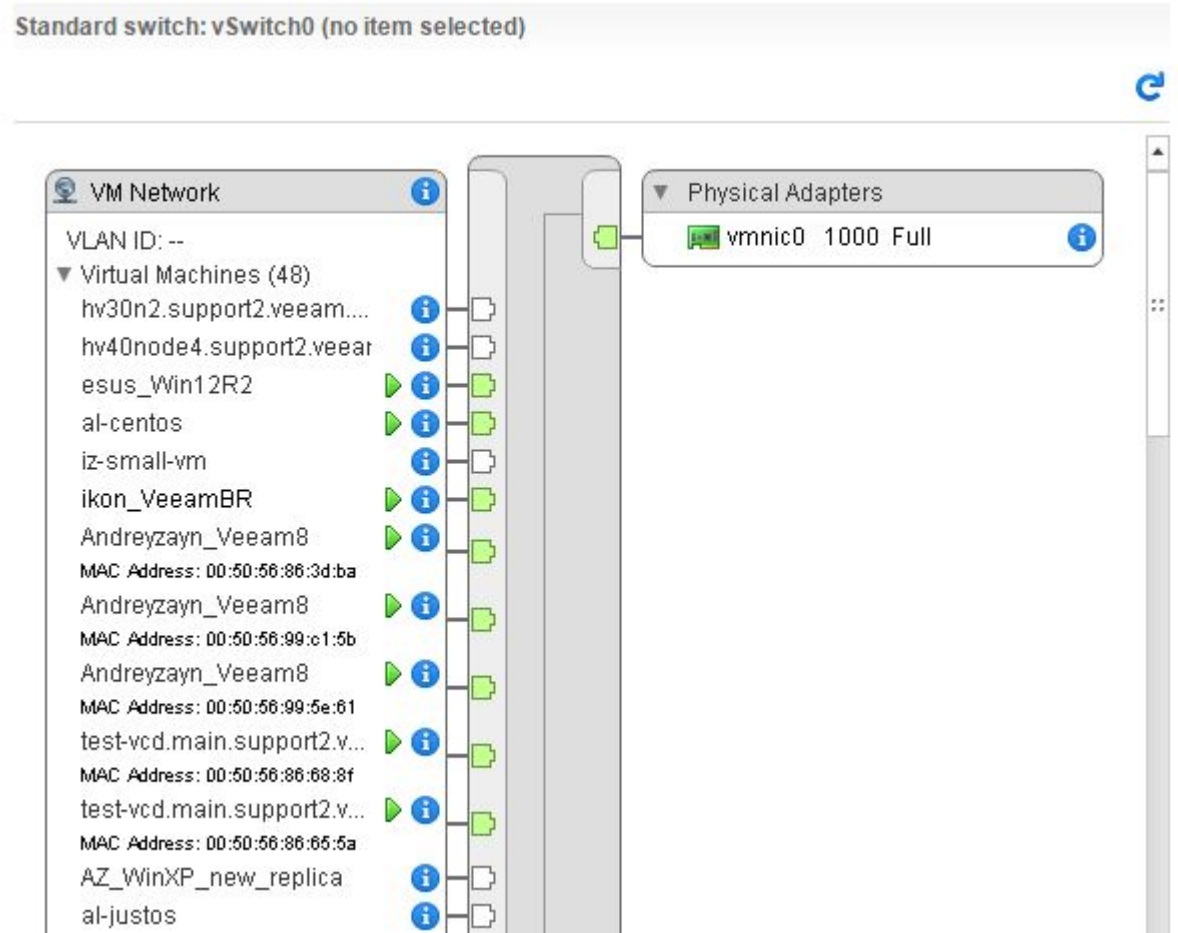 Standard switch: vSwitch0 (no item selected)
VM Network
VLAN ID: --
Virtual Machines (48)
hv30n2.support2.veeam....
hv40node4.support2.veear
esus_Win12R2
al-centos
iz-small-vm
ikon_VeeamBR
Andreyzayn_Veeam8
MAC Address: 00:50:56:86:3d:ba
Andreyzayn_Veeam8
MAC Address: 00:50:56:99:c1:5b
Andreyzayn_Veeam8
MAC Address: 00:50:56:99:5e:61
test-vcd.main.support2.v...
MAC Address: 00:50:56:86:68:8f
test-vcd.main.support2.v...
MAC Address: 00:50:56:86:65:5a
AZ_WinXP_new_replica
al-justos
Physical Adapters
vmnic0 1000 Full